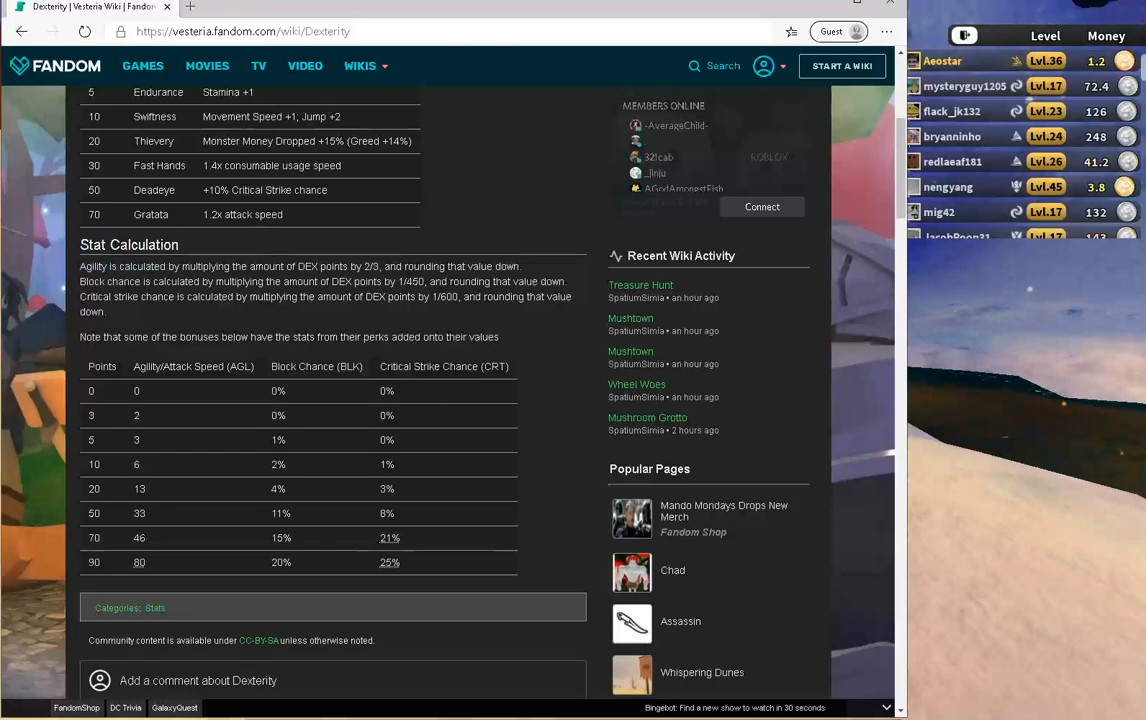 Dexterity | Vesteria Wiki | Fandom
https://vesteria.fandom.com/wiki/Dexterity
Guest
FANDOM
GAMES
MOVIES
TV
VIDEO
WIKIS
Search
START A WIKI
5 Endurance Stamina +1
10 Swiftness Movement Speed +1; Jump +2
20 Thievery Monster Money Dropped +15% (Greed +14%)
30 Fast Hands 1.4x consumable usage speed
50 Deadeye +10% Critical Strike chance
70 Gratata 1.2x attack speed
Stat Calculation
Agility is calculated by multiplying the amount of DEX points by 2/3, and rounding that value down.
Block chance is calculated by multiplying the amount of DEX points by 1/450, and rounding that value down.
Critical strike chance is calculated by multiplying the amount of DEX points by 1/600, and rounding that value
down.
Note that some of the bonuses below have the stats from their perks added onto their values
Points Agility/Attack Speed (AGL) Block Chance (BLK) Critical Strike Chance (CRT)
0 0 0% 0%
3 2 0% 0%
5 3 1% 0%
10 6 2% 1%
20 13 4% 3%
50 33 11% 8%
70 46 15% 21%
90 80 20% 25%
Categories: Stats
Community content is available under CC-BY-SA unless otherwise noted.
Add a comment about Dexterity
MEMBERS ONLINE
-AverageChild-
321cab
_jinju
AGodAmongstFish
ROBLOX
Connect
Recent Wiki Activity
Treasure Hunt
SpatiumSimia • an hour ago
Mushtown
SpatiumSimia • an hour ago
Mushtown
SpatiumSimia • an hour ago
Wheel Woes
SpatiumSimia • an hour ago
Mushroom Grotto
SpatiumSimia • 2 hours ago
Popular Pages
Mando Mondays Drops New
Merch
Fandom Shop
Chad
Assassin
Whispering Dunes
FandomShop
DC Trivia
GalaxyQuest
Bingebot: Find a new show to watch in 30 seconds
Level Money
Aeostar Lvl.36 1.2
mysteryguy1205 Lvl.17 72.4
flack_jk132 Lvl.23 126
bryanninho Lvl.24 248
redlaeaf181 Lvl.26 41.2
nengyang Lvl.45 3.8
mig42 Lvl.17 132
JacobPoon31 Lvl.17 143